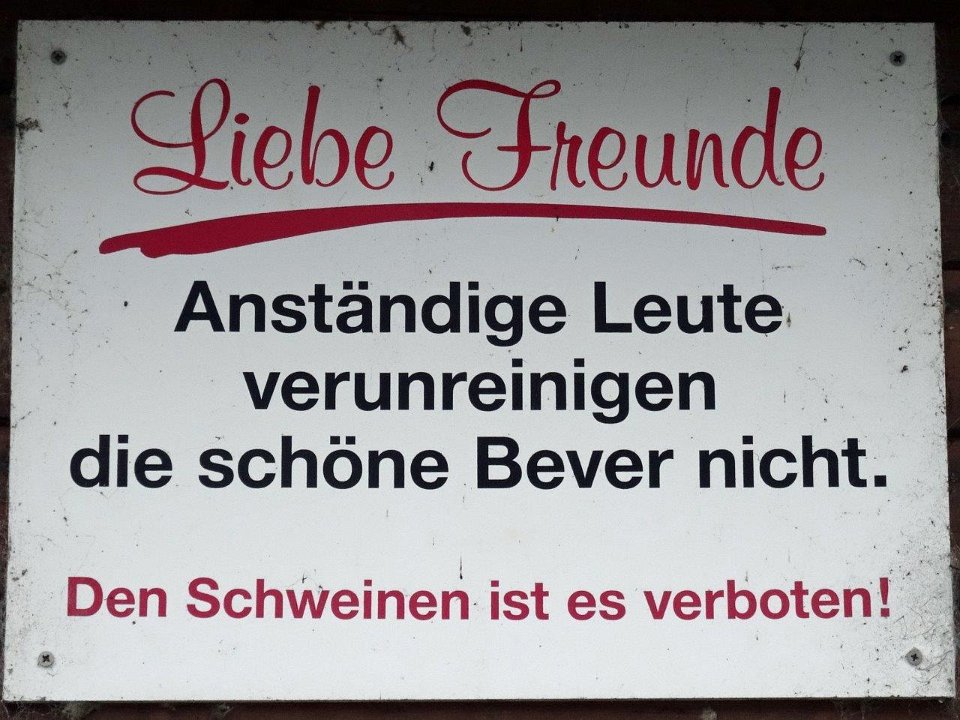 Liebe Freunde
Anständige Leute
verunreinigen
die schöne Bever nicht.
Den Schweinen ist es verboten!